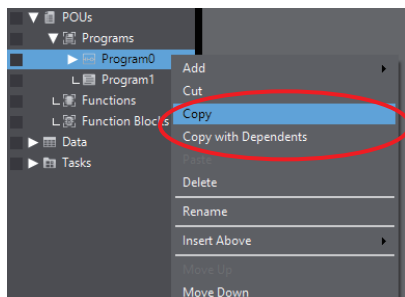 POUs
Programs
Program0
Program1
Functions
Function Blocks
Data
Tasks
Add
Cut
Copy
Copy with Dependents
Paste
Delete
Rename
Insert Above
Move Up
Move Down